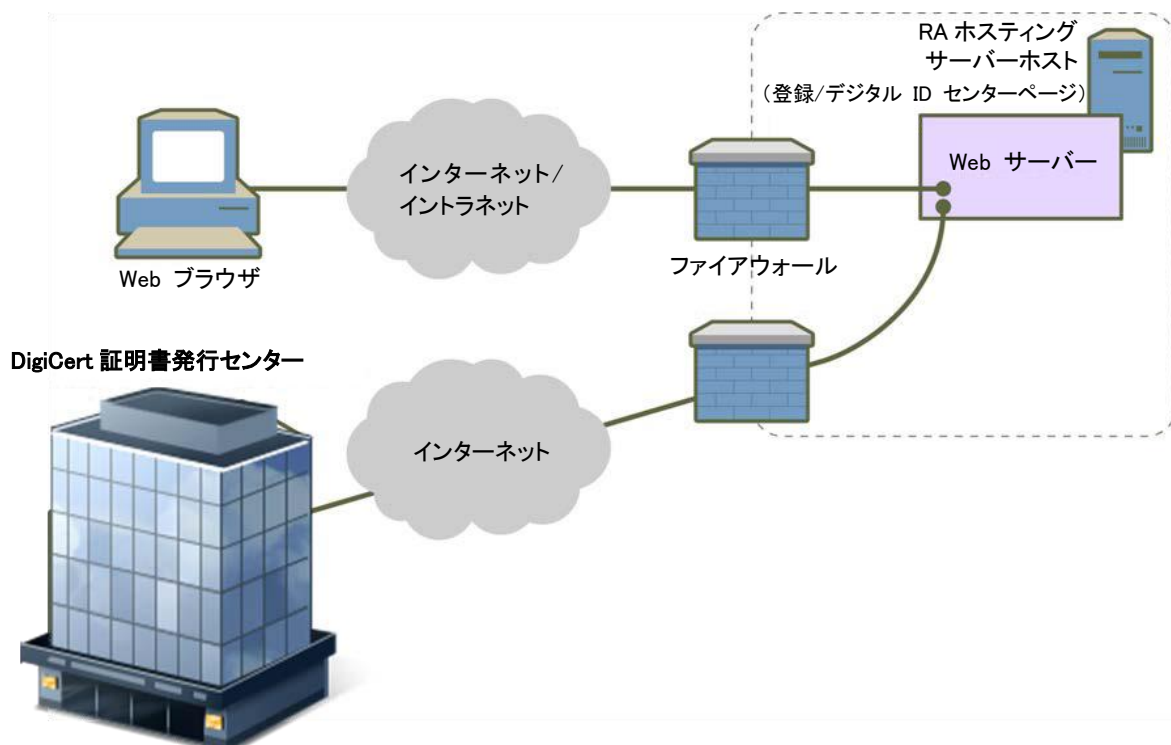 RA ホスティング
サーバーホスト
（登録/デジタル ID センターページ）
Web サーバー
インターネット/
イントラネット
Web ブラウザ
ファイアウォール
DigiCert 証明書発行センター
インターネット